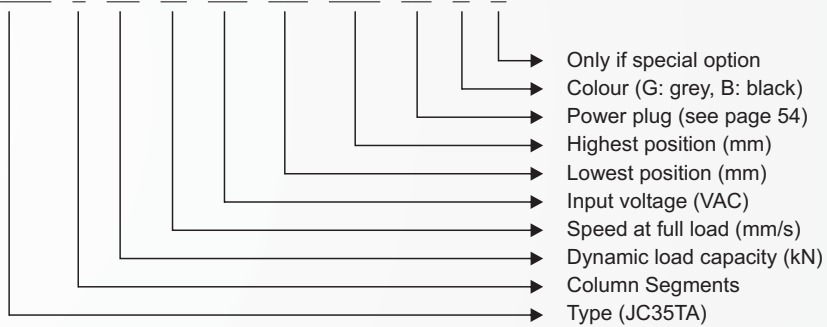 Only if special option
Colour (G: grey, B: black)
Power plug (see page 54)
Highest position (mm)
Lowest position (mm)
Input voltage (VAC)
Speed at full load (mm/s)
Dynamic load capacity (kN)
Column Segments
Type (JC35TA)